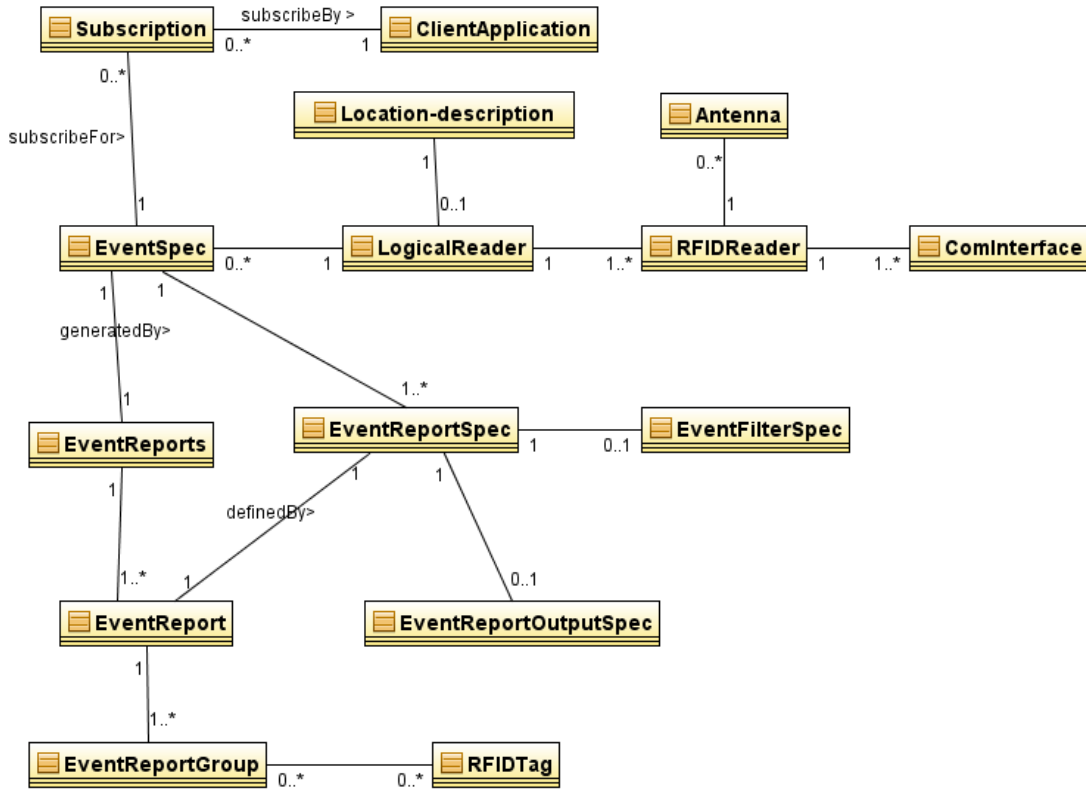 subscribeBy >
Subscription
ClientApplication
0..*
1
0..*
Location-description
Antenna
subscribeFor>
1
0..*
1
0..1
1
EventSpec
LogicalReader
RFIDReader
ComInterface
0..*
1
1
1..*
1
1..*
1
1
generatedBy>
1
1..*
EventReports
EventReportSpec
EventFilterSpec
1
0..1
1
1
1
definedBy>
1..*
1
0..1
EventReport
EventReportOutputSpec
1
1..*
EventReportGroup
RFIDTag
0..*
0..*